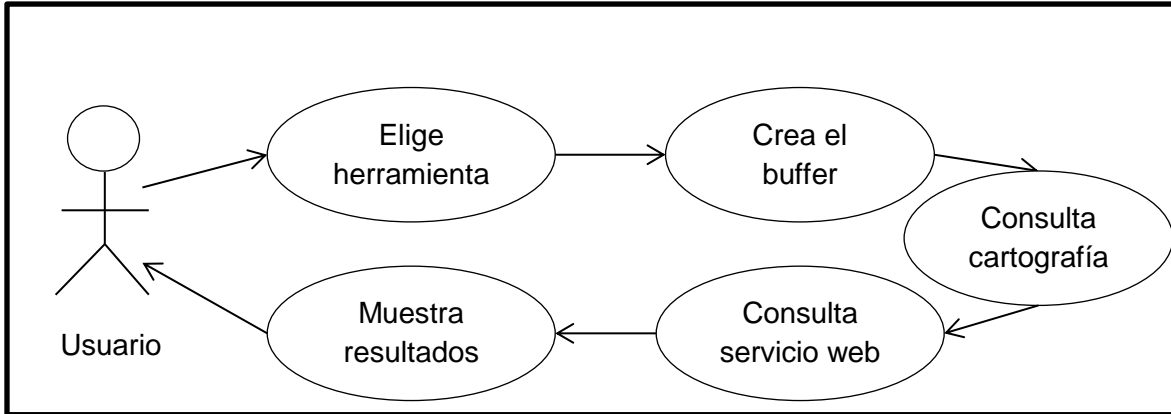 Elige
herramienta
Crea el
buffer
Consulta
cartografía
Consulta
servicio web
Muestra
resultados
Usuario